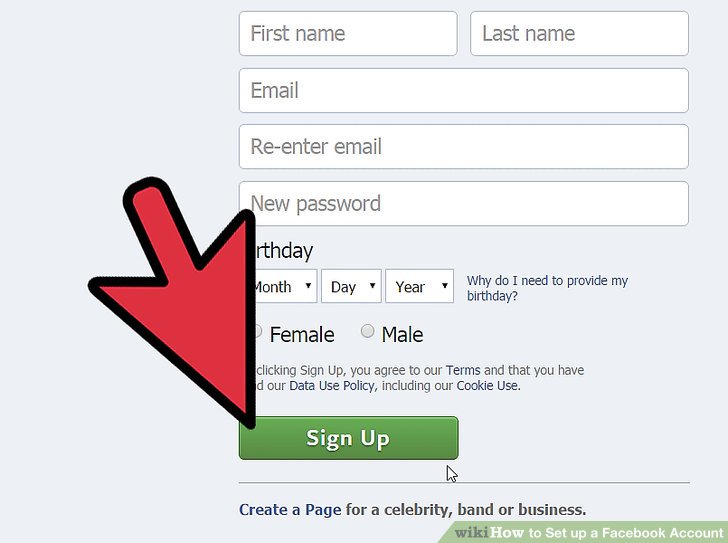 First name Last name
Email
Re-enter email
New password
irthday
Month Day Year Why do I need to provide my
birthday?
Female Male
clicking Sign Up, you agree to our Terms and that you have
our Data Use Policy, including our Cookie Use.
Sign Up
Create a Page for a celebrity, band or business.
wikiHow to Set up a Facebook Account